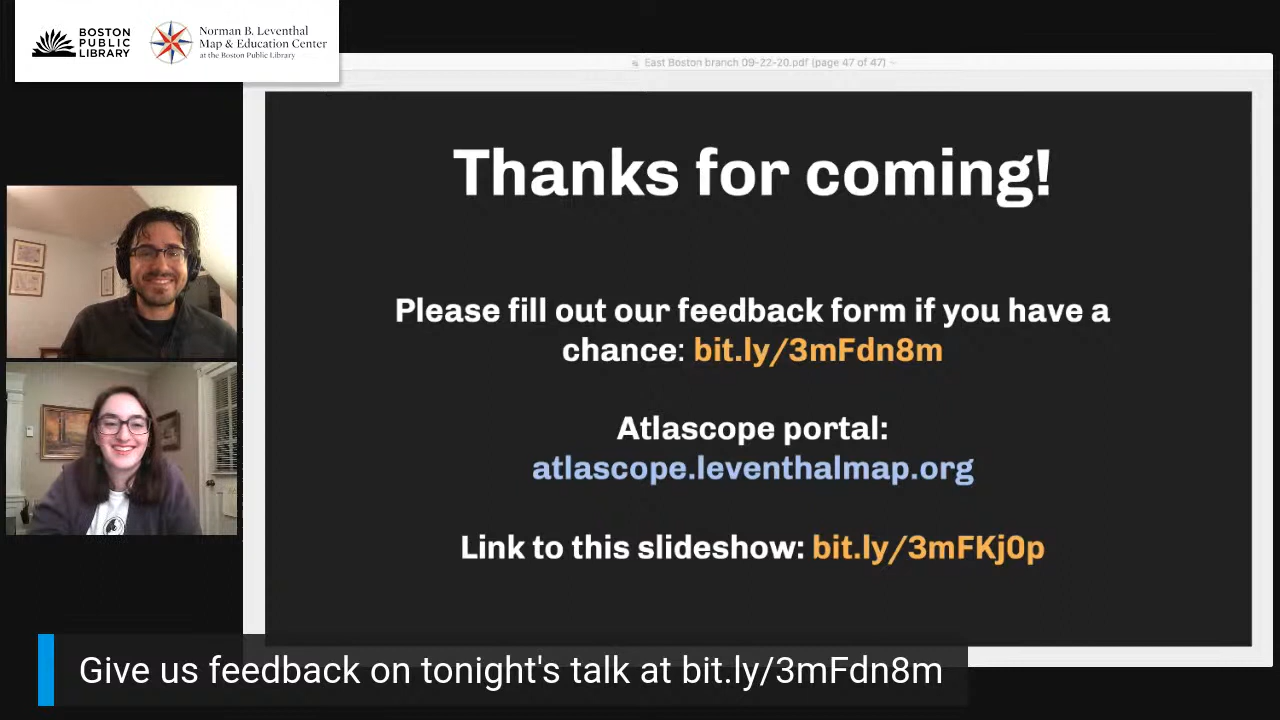 BOSTON
PUBLIC
LIBRARY
Norman B. Leventhal
Map & Education Center
at the Boston Public Library
East Boston branch 09-22-20.pdf (page 47 of 47)
Thanks for coming!
Please fill out our feedback form if you have a
chance: bit.ly/3mFdn8m
Atlascope portal:
atlascope.leventhalmap.org
Link to this slideshow: bit.ly/3mFKj0p
Give us feedback on tonight's talk at bit.ly/3mFdn8m